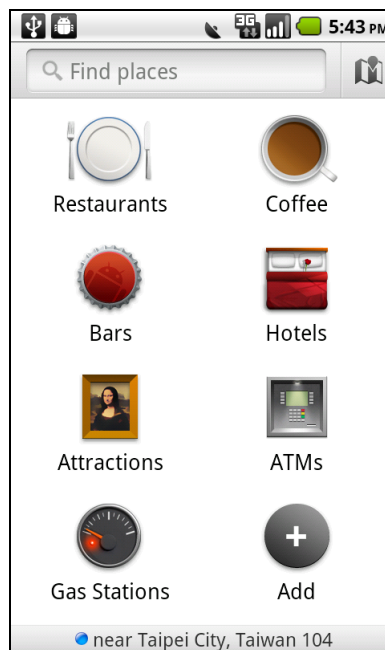 3G 5:43 PM
Find places
Restaurants Coffee
Bars Hotels
Attractions ATMs
Gas Stations Add
near Taipei City, Taiwan 104